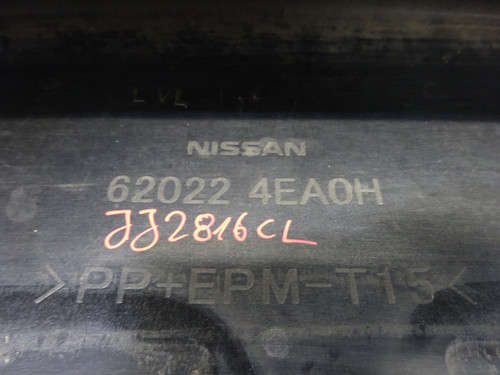 NISSAN
62022 4EA0H
JJ2816CL
>PP+EPM-T15<